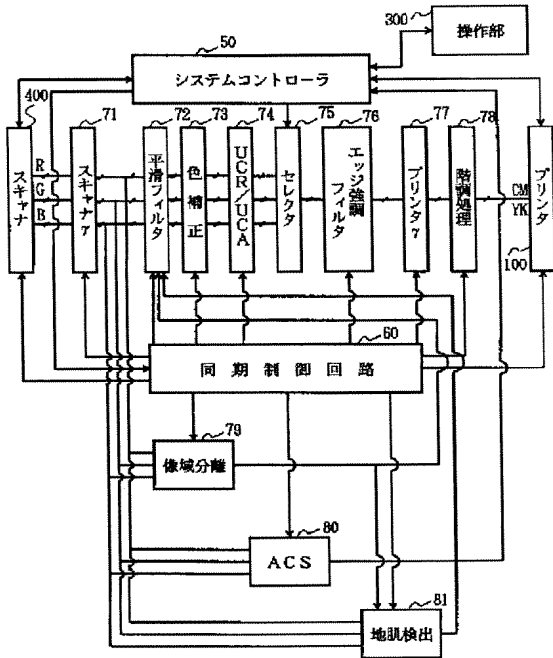 300
操作部
50
システムコントローラ
400
スキャナ
R
G
B
71
スキャナγ
72
平滑フィルタ
73
色補正
74
UCR/UCA
75
セレクタ
76
エッジ強調
フィルタ
77
プリンタγ
78
階調処理
CM
YK
プリンタ
100
60
同期制御回路
79
像域分離
80
ACS
81
地肌検出